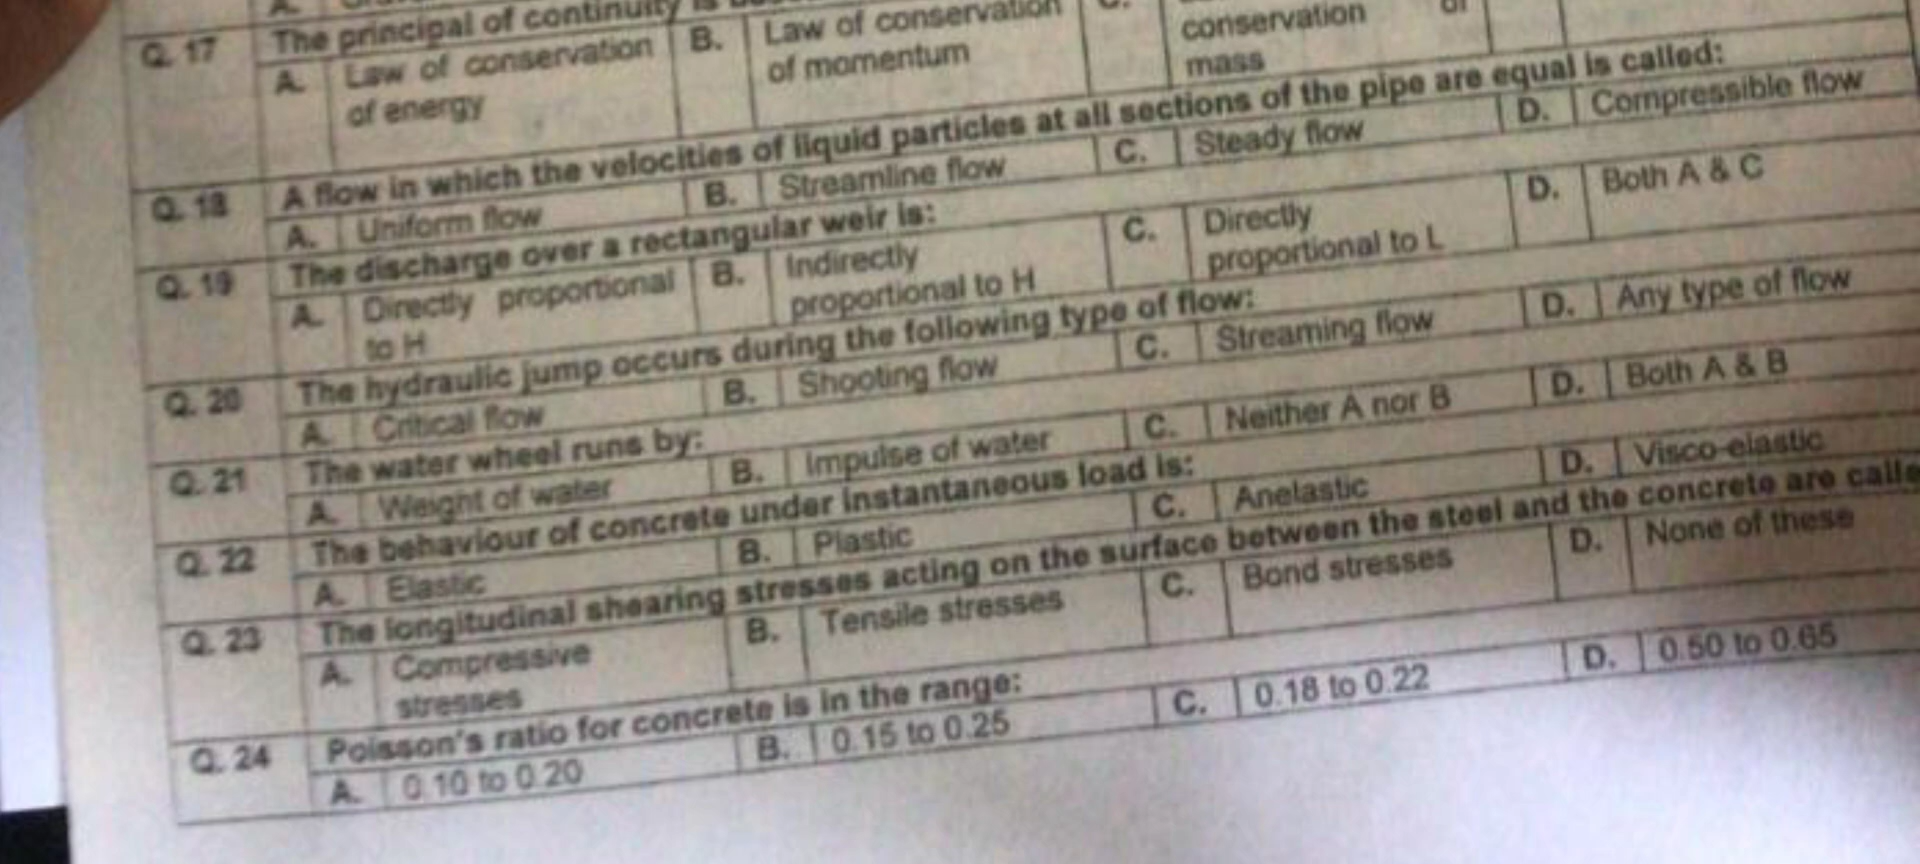 Q. 17 The principal of continuity is
A. Law of conservation of energy B. Law of conservation of momentum C. conservation of mass
Q. 18 A flow in which the velocities of liquid particles at all sections of the pipe are equal is called:
A. Uniform flow B. Streamline flow C. Steady flow D. Compressible flow
Q. 19 The discharge over a rectangular weir is:
A. Directly proportional to H B. Indirectly proportional to H C. Directly proportional to L D. Both A & C
Q. 20 The hydraulic jump occurs during the following type of flow:
A. Critical flow B. Shooting flow C. Streaming flow D. Any type of flow
Q. 21 The water wheel runs by:
A. Weight of water B. Impulse of water C. Neither A nor B D. Both A & B
Q. 22 The behaviour of concrete under instantaneous load is:
A. Elastic B. Plastic C. Anelastic D. Visco-elastic
Q. 23 The longitudinal shearing stresses acting on the surface between the steel and the concrete are calle
A. Compressive stresses B. Tensile stresses C. Bond stresses D. None of these
Q. 24 Poisson's ratio for concrete is in the range:
A. 0.10 to 0.20 B. 0.15 to 0.25 C. 0.18 to 0.22 D. 0.50 to 0.65